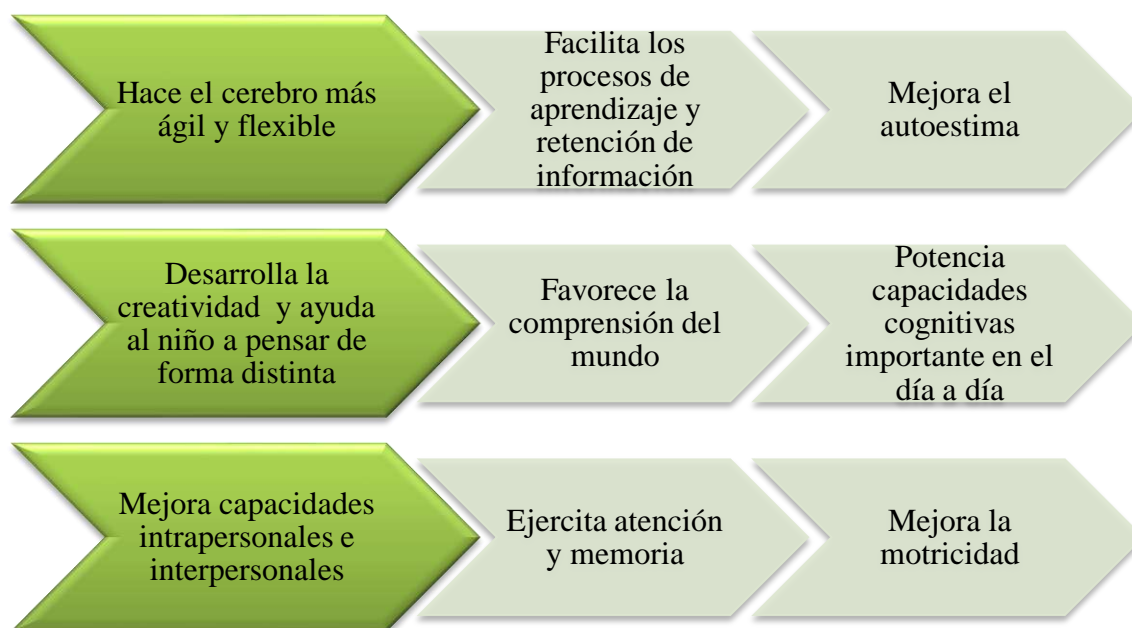 Hace el cerebro más
ágil y flexible
Facilita los
procesos de
aprendizaje y
retención de
información
Mejora el
autoestima
Desarrolla la
creatividad y ayuda
al niño a pensar de
forma distinta
Favorece la
comprensión del
mundo
Potencia
capacidades
cognitivas
importante en el
día a día
Mejora capacidades
intrapersonales e
interpersonales
Ejercita atención
y memoria
Mejora la
motricidad